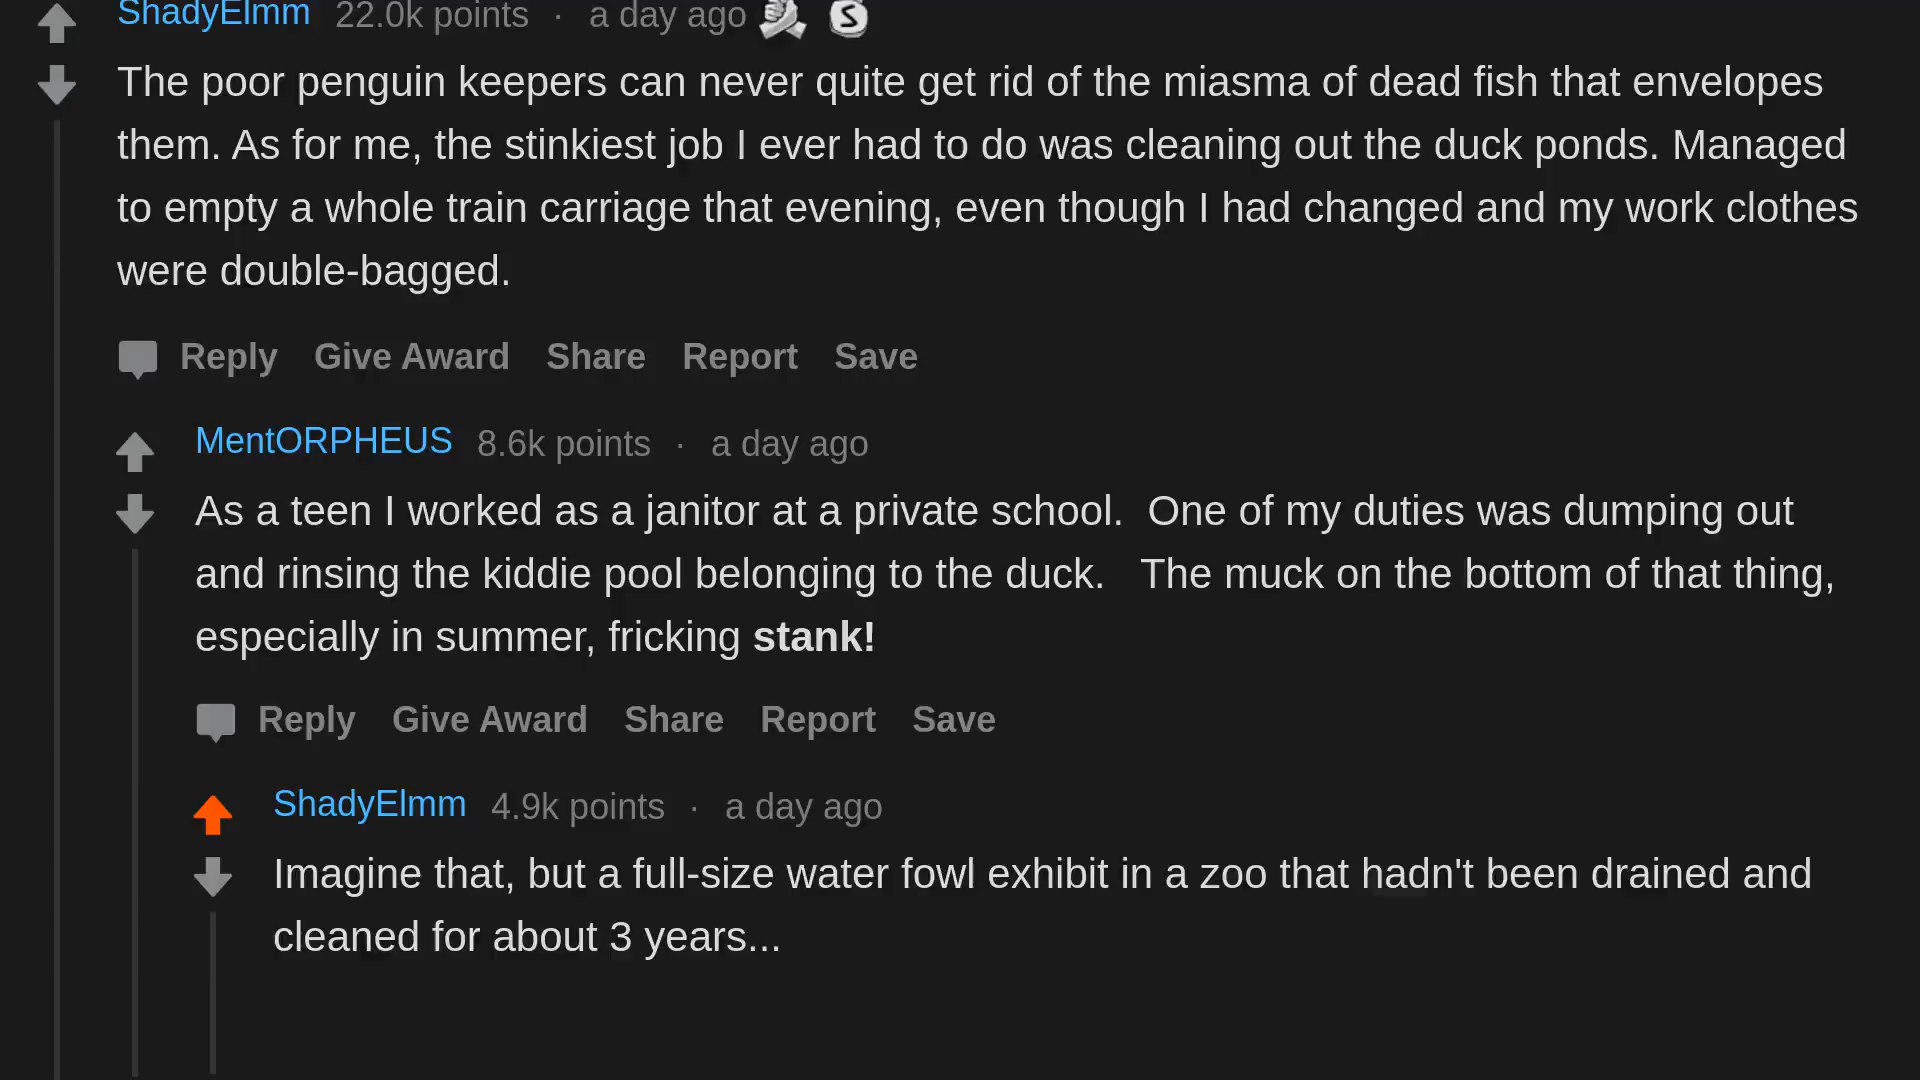 ShadyElmm 22.0k points · a day ago
The poor penguin keepers can never quite get rid of the miasma of dead fish that envelopes
them. As for me, the stinkiest job I ever had to do was cleaning out the duck ponds. Managed
to empty a whole train carriage that evening, even though I had changed and my work clothes
were double-bagged.
Reply Give Award Share Report Save
MentORPHEUS 8.6k points · a day ago
As a teen I worked as a janitor at a private school. One of my duties was dumping out
and rinsing the kiddie pool belonging to the duck. The muck on the bottom of that thing,
especially in summer, fricking stank!
Reply Give Award Share Report Save
ShadyElmm 4.9k points · a day ago
Imagine that, but a full-size water fowl exhibit in a zoo that hadn't been drained and
cleaned for about 3 years...